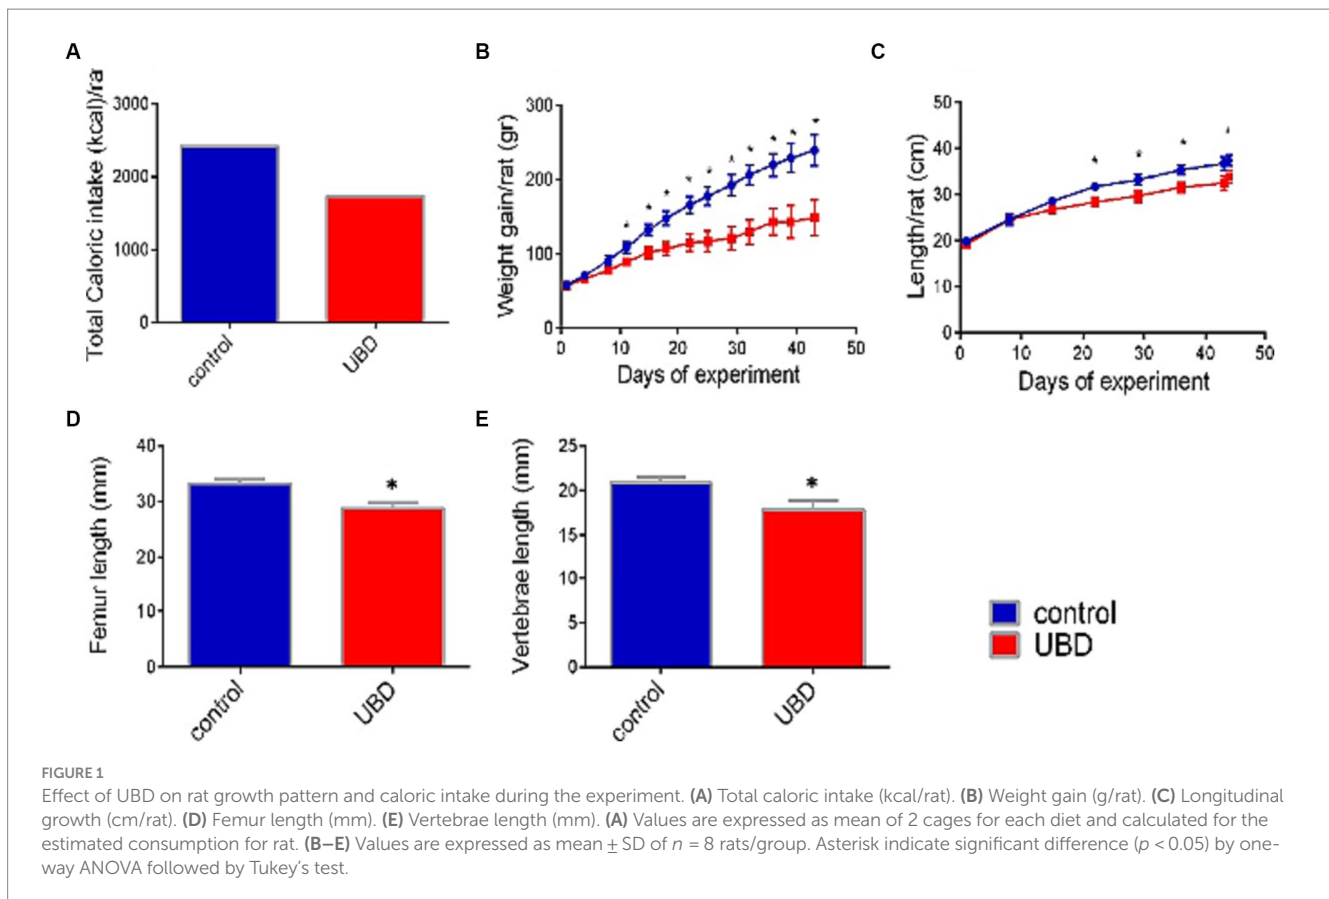 A
Total Caloric intake (kcal)/ra
3000
2000
1000
0
control
UBD
B
Weight gain/rat (gr)
300
200
100
0
0 10 20 30 40 50
Days of experiment
C
Length/rat (cm)
50
40
30
20
10
0
0 10 20 30 40 50
Days of experiment
D
Femur length (mm)
40
30
20
10
0
*
control
UBD
E
Vertebrae length (mm)
25
20
15
10
5
0
*
control
UBD
control
UBD
FIGURE 1
Effect of UBD on rat growth pattern and caloric intake during the experiment. (A) Total caloric intake (kcal/rat). (B) Weight gain (g/rat). (C) Longitudinal
growth (cm/rat). (D) Femur length (mm). (E) Vertebrae length (mm). (A) Values are expressed as mean of 2 cages for each diet and calculated for the
estimated consumption for rat. (B–E) Values are expressed as mean ± SD of n = 8 rats/group. Asterisk indicate significant difference (p < 0.05) by one-
way ANOVA followed by Tukey's test.